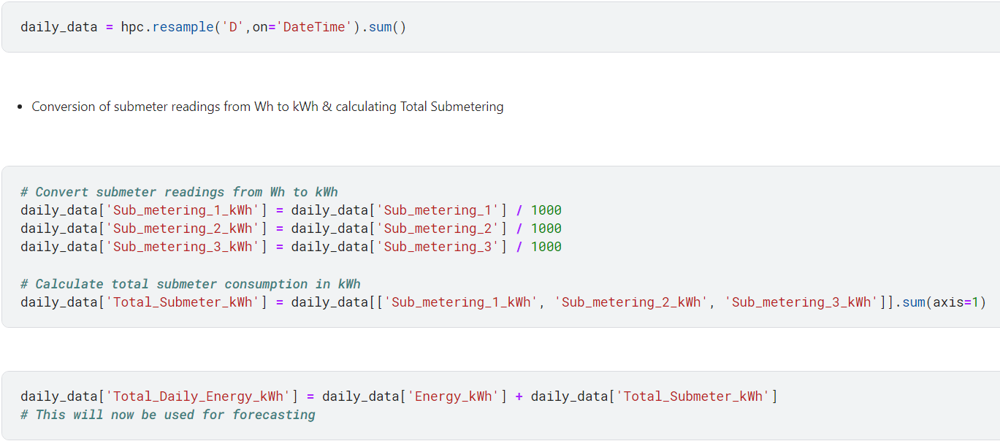 daily_data = hpc.resample('D',on='DateTime').sum()
• Conversion of submeter readings from Wh to kWh & calculating Total Submetering
# Convert submeter readings from Wh to kWh
daily_data['Sub_metering_1_kWh'] = daily_data['Sub_metering_1'] / 1000
daily_data['Sub_metering_2_kWh'] = daily_data['Sub_metering_2'] / 1000
daily_data['Sub_metering_3_kWh'] = daily_data['Sub_metering_3'] / 1000
# Calculate total submeter consumption in kWh
daily_data['Total_Submeter_kWh'] = daily_data[['Sub_metering_1_kWh', 'Sub_metering_2_kWh', 'Sub_metering_3_kWh']].sum(axis=1)
daily_data['Total_Daily_Energy_kWh'] = daily_data['Energy_kWh'] + daily_data['Total_Submeter_kWh']
# This will now be used for forecasting